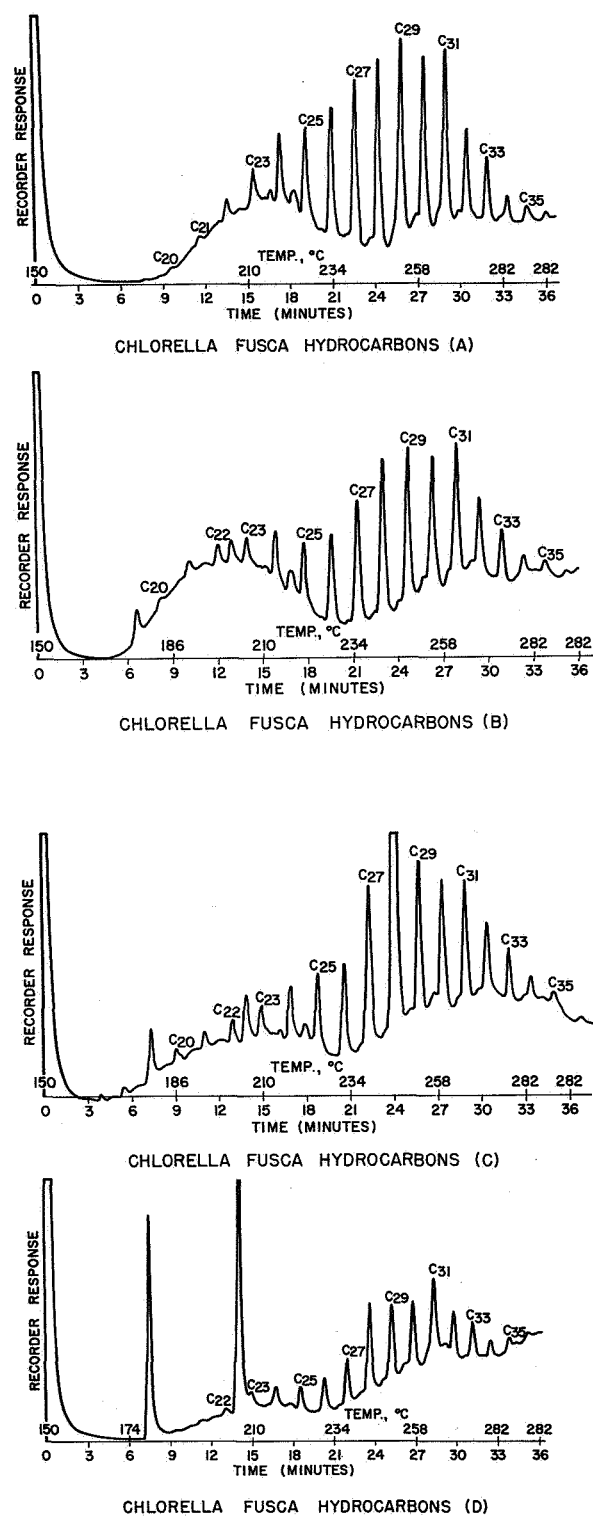 RECORDER RESPONSE
C20
C21
C23
C25
C27
C29
C31
C33
C35
TEMP., °C
150 210 234 258 282 282
0 3 6 9 12 15 18 21 24 27 30 33 36
TIME (MINUTES)
CHLORELLA FUSCA HYDROCARBONS (A)
RECORDER RESPONSE
C20
C22
C23
C25
C27
C29
C31
C33
C35
TEMP., °C
150 186 210 234 258 282 282
0 3 6 9 12 15 18 21 24 27 30 33 36
TIME (MINUTES)
CHLORELLA FUSCA HYDROCARBONS (B)
RECORDER RESPONSE
C20
C22
C23
C25
C27
C29
C31
C33
C35
TEMP., °C
150 186 210 234 258 282 282
3 6 9 12 15 18 21 24 27 30 33 36
TIME (MINUTES)
CHLORELLA FUSCA HYDROCARBONS (C)
RECORDER RESPONSE
C22
C23
C25
C27
C29
C31
C33
C35
TEMP., °C
150 174 210 234 258 282 282
0 3 6 9 12 15 18 21 24 27 30 33 36
TIME (MINUTES)
CHLORELLA FUSCA HYDROCARBONS (D)